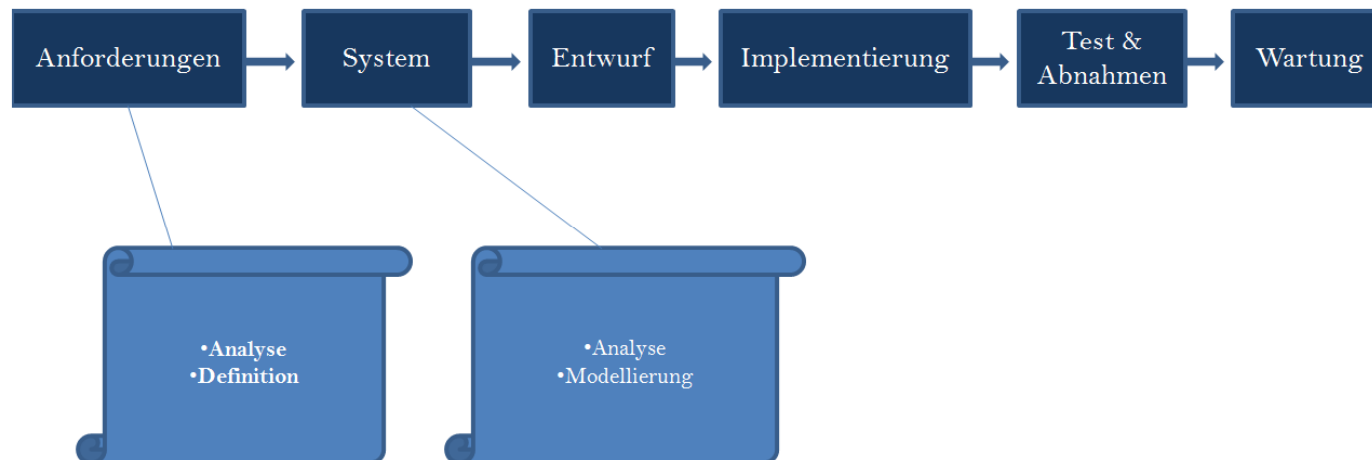 Anforderungen
System
Entwurf
Implementierung
Test &
Abnahmen
Wartung
•Analyse
•Definition
•Analyse
•Modellierung